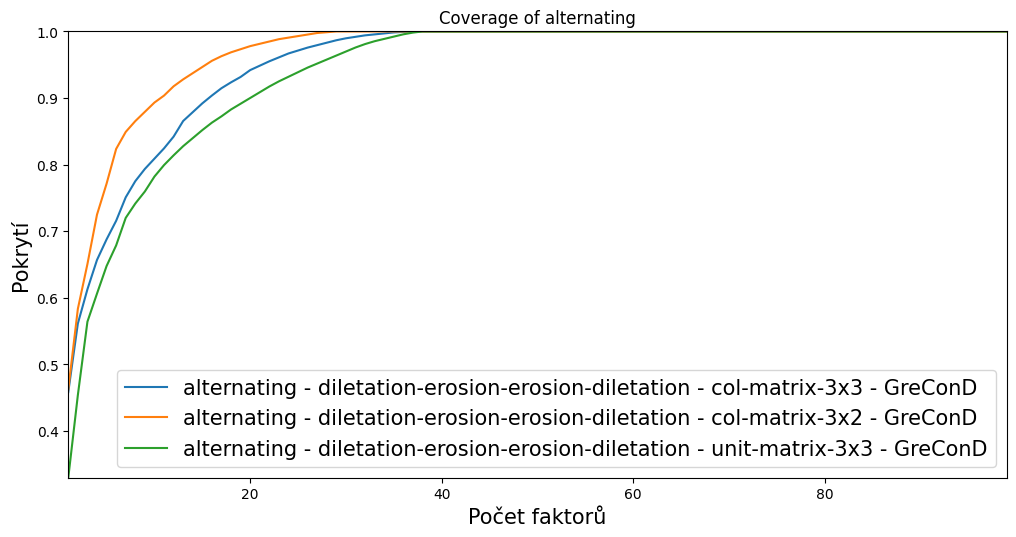 Coverage of alternating
1.0
0.9
0.8
0.7
0.6
0.5
0.4
Pokrytí
alternating - diletation-erosion-erosion-diletation - col-matrix-3x3 - GreConD
alternating - diletation-erosion-erosion-diletation - col-matrix-3x2 - GreConD
alternating - diletation-erosion-erosion-diletation - unit-matrix-3x3 - GreConD
20 40 60 80
Počet faktorů